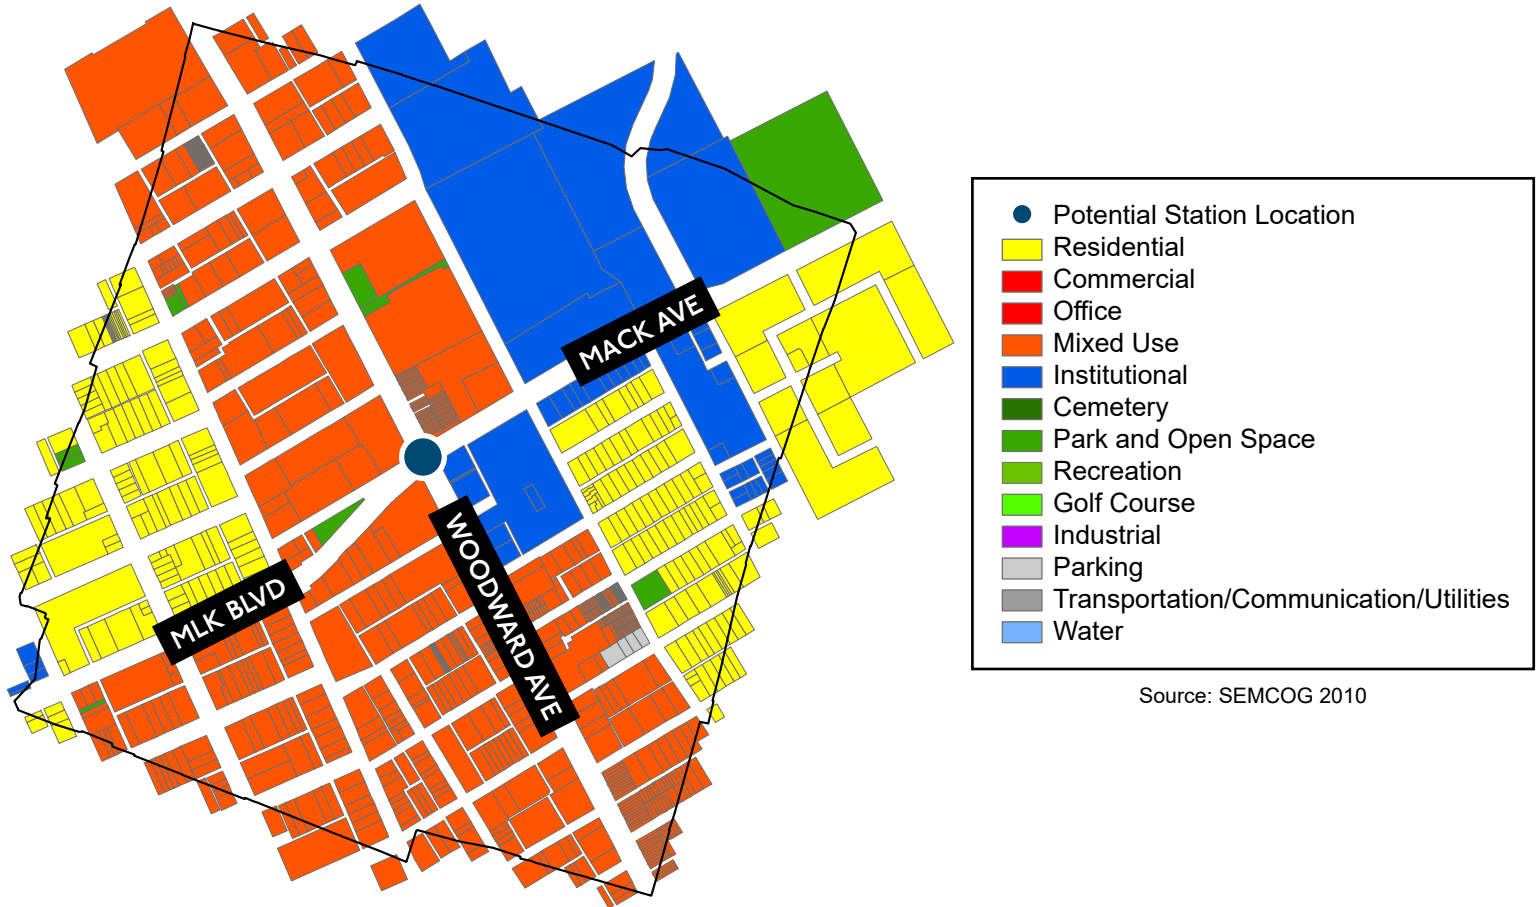 MACK AVE
WOODWARD AVE
MLK BLVD
Potential Station Location
Residential
Commercial
Office
Mixed Use
Institutional
Cemetery
Park and Open Space
Recreation
Golf Course
Industrial
Parking
Transportation/Communication/Utilities
Water
Source: SEMCOG 2010